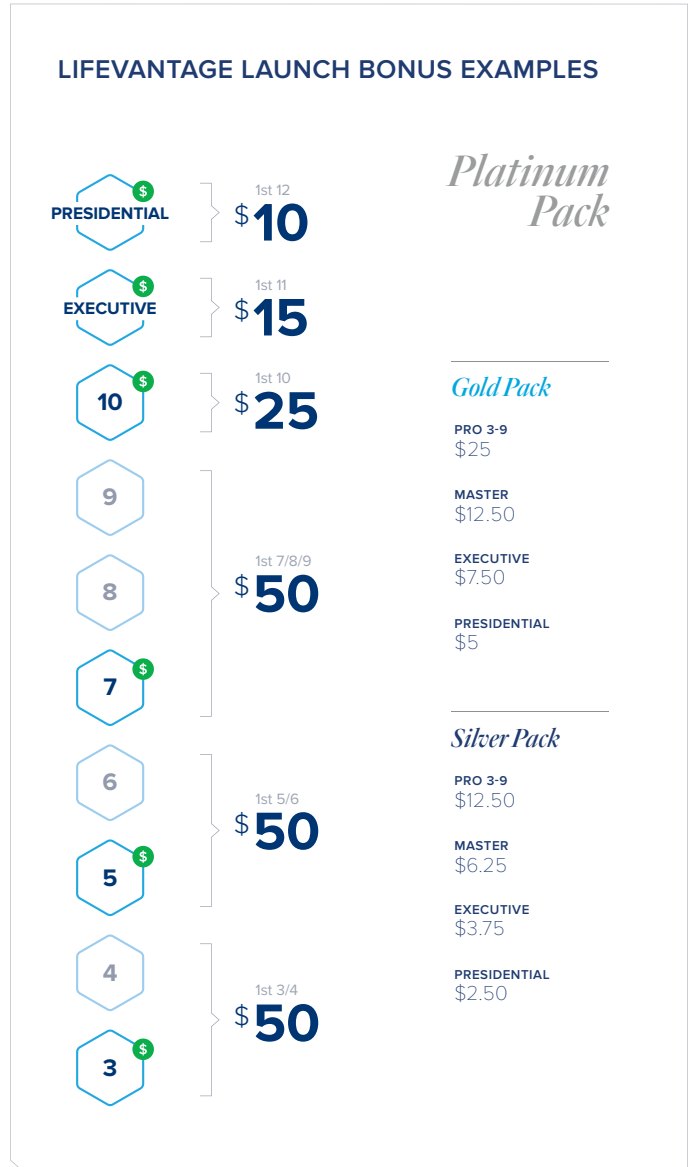 LIFEVANTAGE LAUNCH BONUS EXAMPLES
Platinum
Pack
$
PRESIDENTIAL
1st 12
$10
$
EXECUTIVE
1st 11
$15
$
10
1st 10
$25
9
8
1st 7/8/9
$50
$
7
6
1st 5/6
$50
$
5
4
1st 3/4
$50
$
3
Gold Pack
PRO 3-9
$25
MASTER
$12.50
EXECUTIVE
$7.50
PRESIDENTIAL
$5
Silver Pack
PRO 3-9
$12.50
MASTER
$6.25
EXECUTIVE
$3.75
PRESIDENTIAL
$2.50